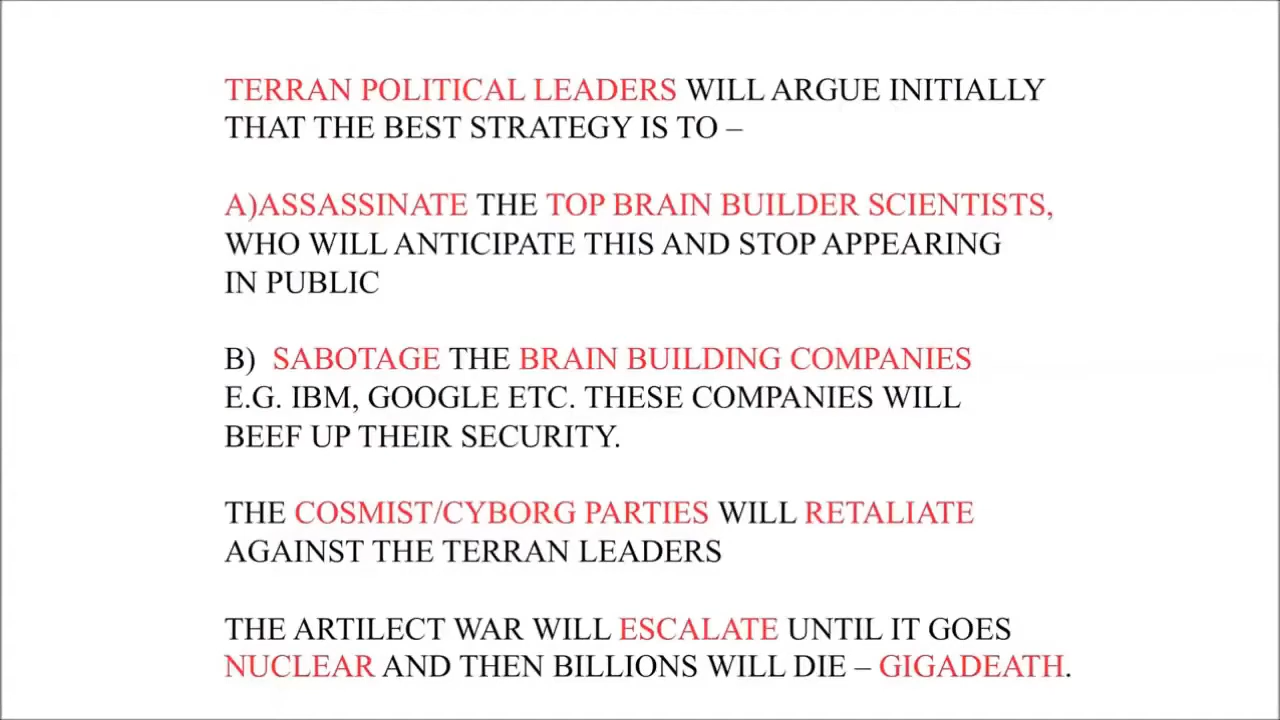 TERRAN POLITICAL LEADERS WILL ARGUE INITIALLY
THAT THE BEST STRATEGY IS TO –
A)ASSASSINATE THE TOP BRAIN BUILDER SCIENTISTS,
WHO WILL ANTICIPATE THIS AND STOP APPEARING
IN PUBLIC
B) SABOTAGE THE BRAIN BUILDING COMPANIES
E.G. IBM, GOOGLE ETC. THESE COMPANIES WILL
BEEF UP THEIR SECURITY.
THE COSMIST/CYBORG PARTIES WILL RETALIATE
AGAINST THE TERRAN LEADERS
THE ARTILECT WAR WILL ESCALATE UNTIL IT GOES
NUCLEAR AND THEN BILLIONS WILL DIE – GIGADEATH.